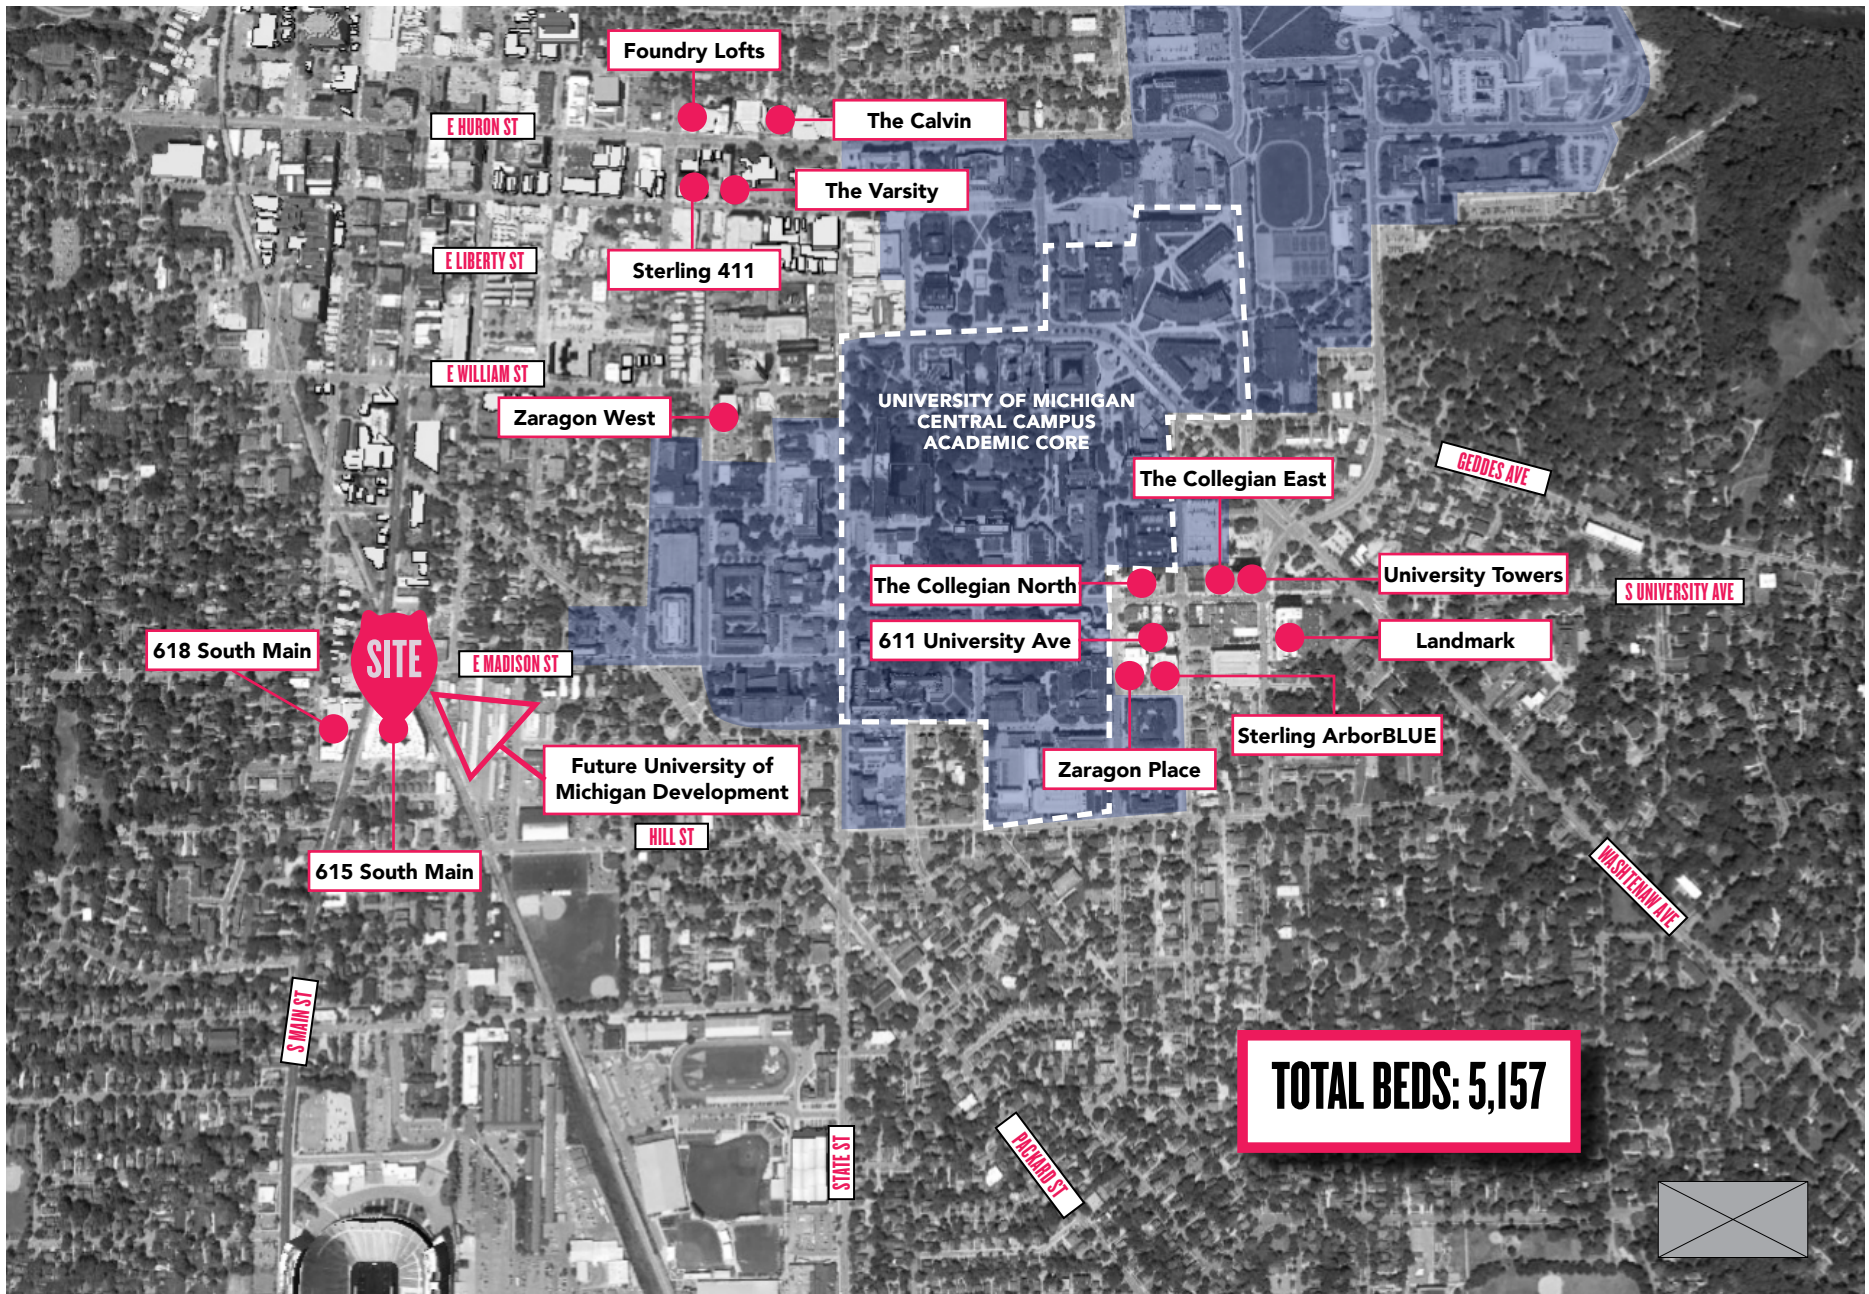 Foundry Lofts
E HURON ST
The Calvin
The Varsity
E LIBERTY ST
Sterling 411
E WILLIAM ST
Zaragon West
UNIVERSITY OF MICHIGAN
CENTRAL CAMPUS
ACADEMIC CORE
The Collegian East
GEDDES AVE
The Collegian North
University Towers
S UNIVERSITY AVE
618 South Main
SITE
E MADISON ST
611 University Ave
Landmark
Sterling ArborBLUE
Zaragon Place
Future University of
Michigan Development
HILL ST
615 South Main
WASHTENAW AVE
S MAIN ST
TOTAL BEDS: 5,157
STATE ST
PACKARD ST